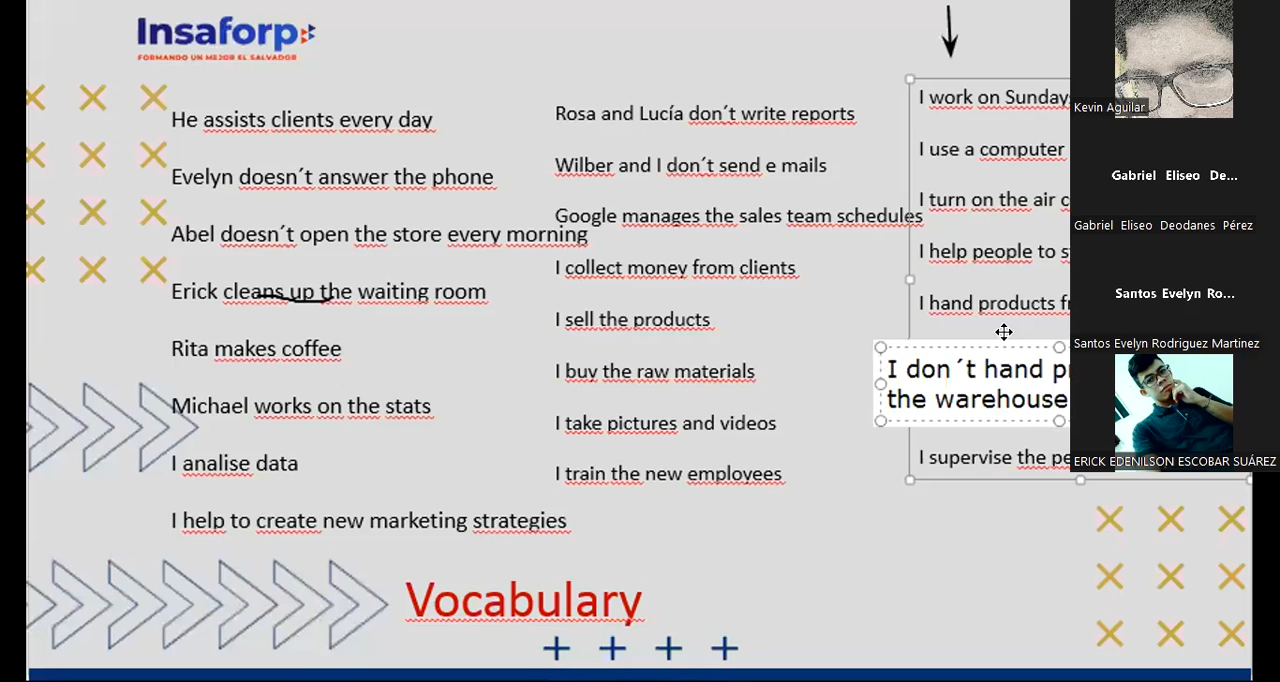 Insaforp
FORMANDO UN MEJOR EL SALVADOR
He assists clients every day
Evelyn doesn´t answer the phone
Abel doesn´t open the store every morning
Erick cleans up the waiting room
Rita makes coffee
Michael works on the stats
I analise data
I help to create new marketing strategies
Rosa and Lucía don´t write reports
Wilber and I don´t send e mails
Google manages the sales team schedules
I collect money from clients
I sell the products
I buy the raw materials
I take pictures and videos
I train the new employees
I work on Sunday
I use a computer
I turn on the air
I help people to
I hand products
I don´t hand
the warehouse
I supervise the
Vocabulary
Kevin Aguilar
Gabriel Eliseo De...
Gabriel Eliseo Deodanes Pérez
Santos Evelyn Ro...
Santos Evelyn Rodriguez Martinez
ERICK EDENILSON ESCOBAR SUÁREZ